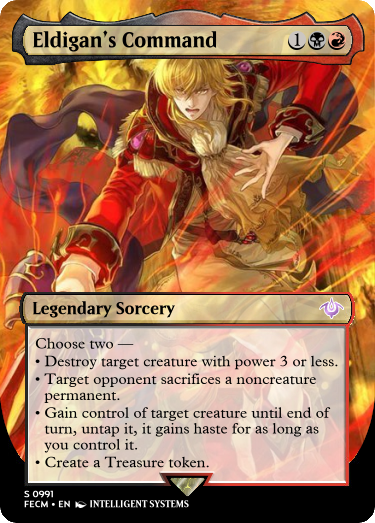 Eldigan's Command 1
Legendary Sorcery
Choose two —
• Destroy target creature with power 3 or less.
• Target opponent sacrifices a noncreature
permanent.
• Gain control of target creature until end of
turn, untap it, it gains haste for as long as
you control it.
• Create a Treasure token.
S 0991
FECM • EN INTELLIGENT SYSTEMS